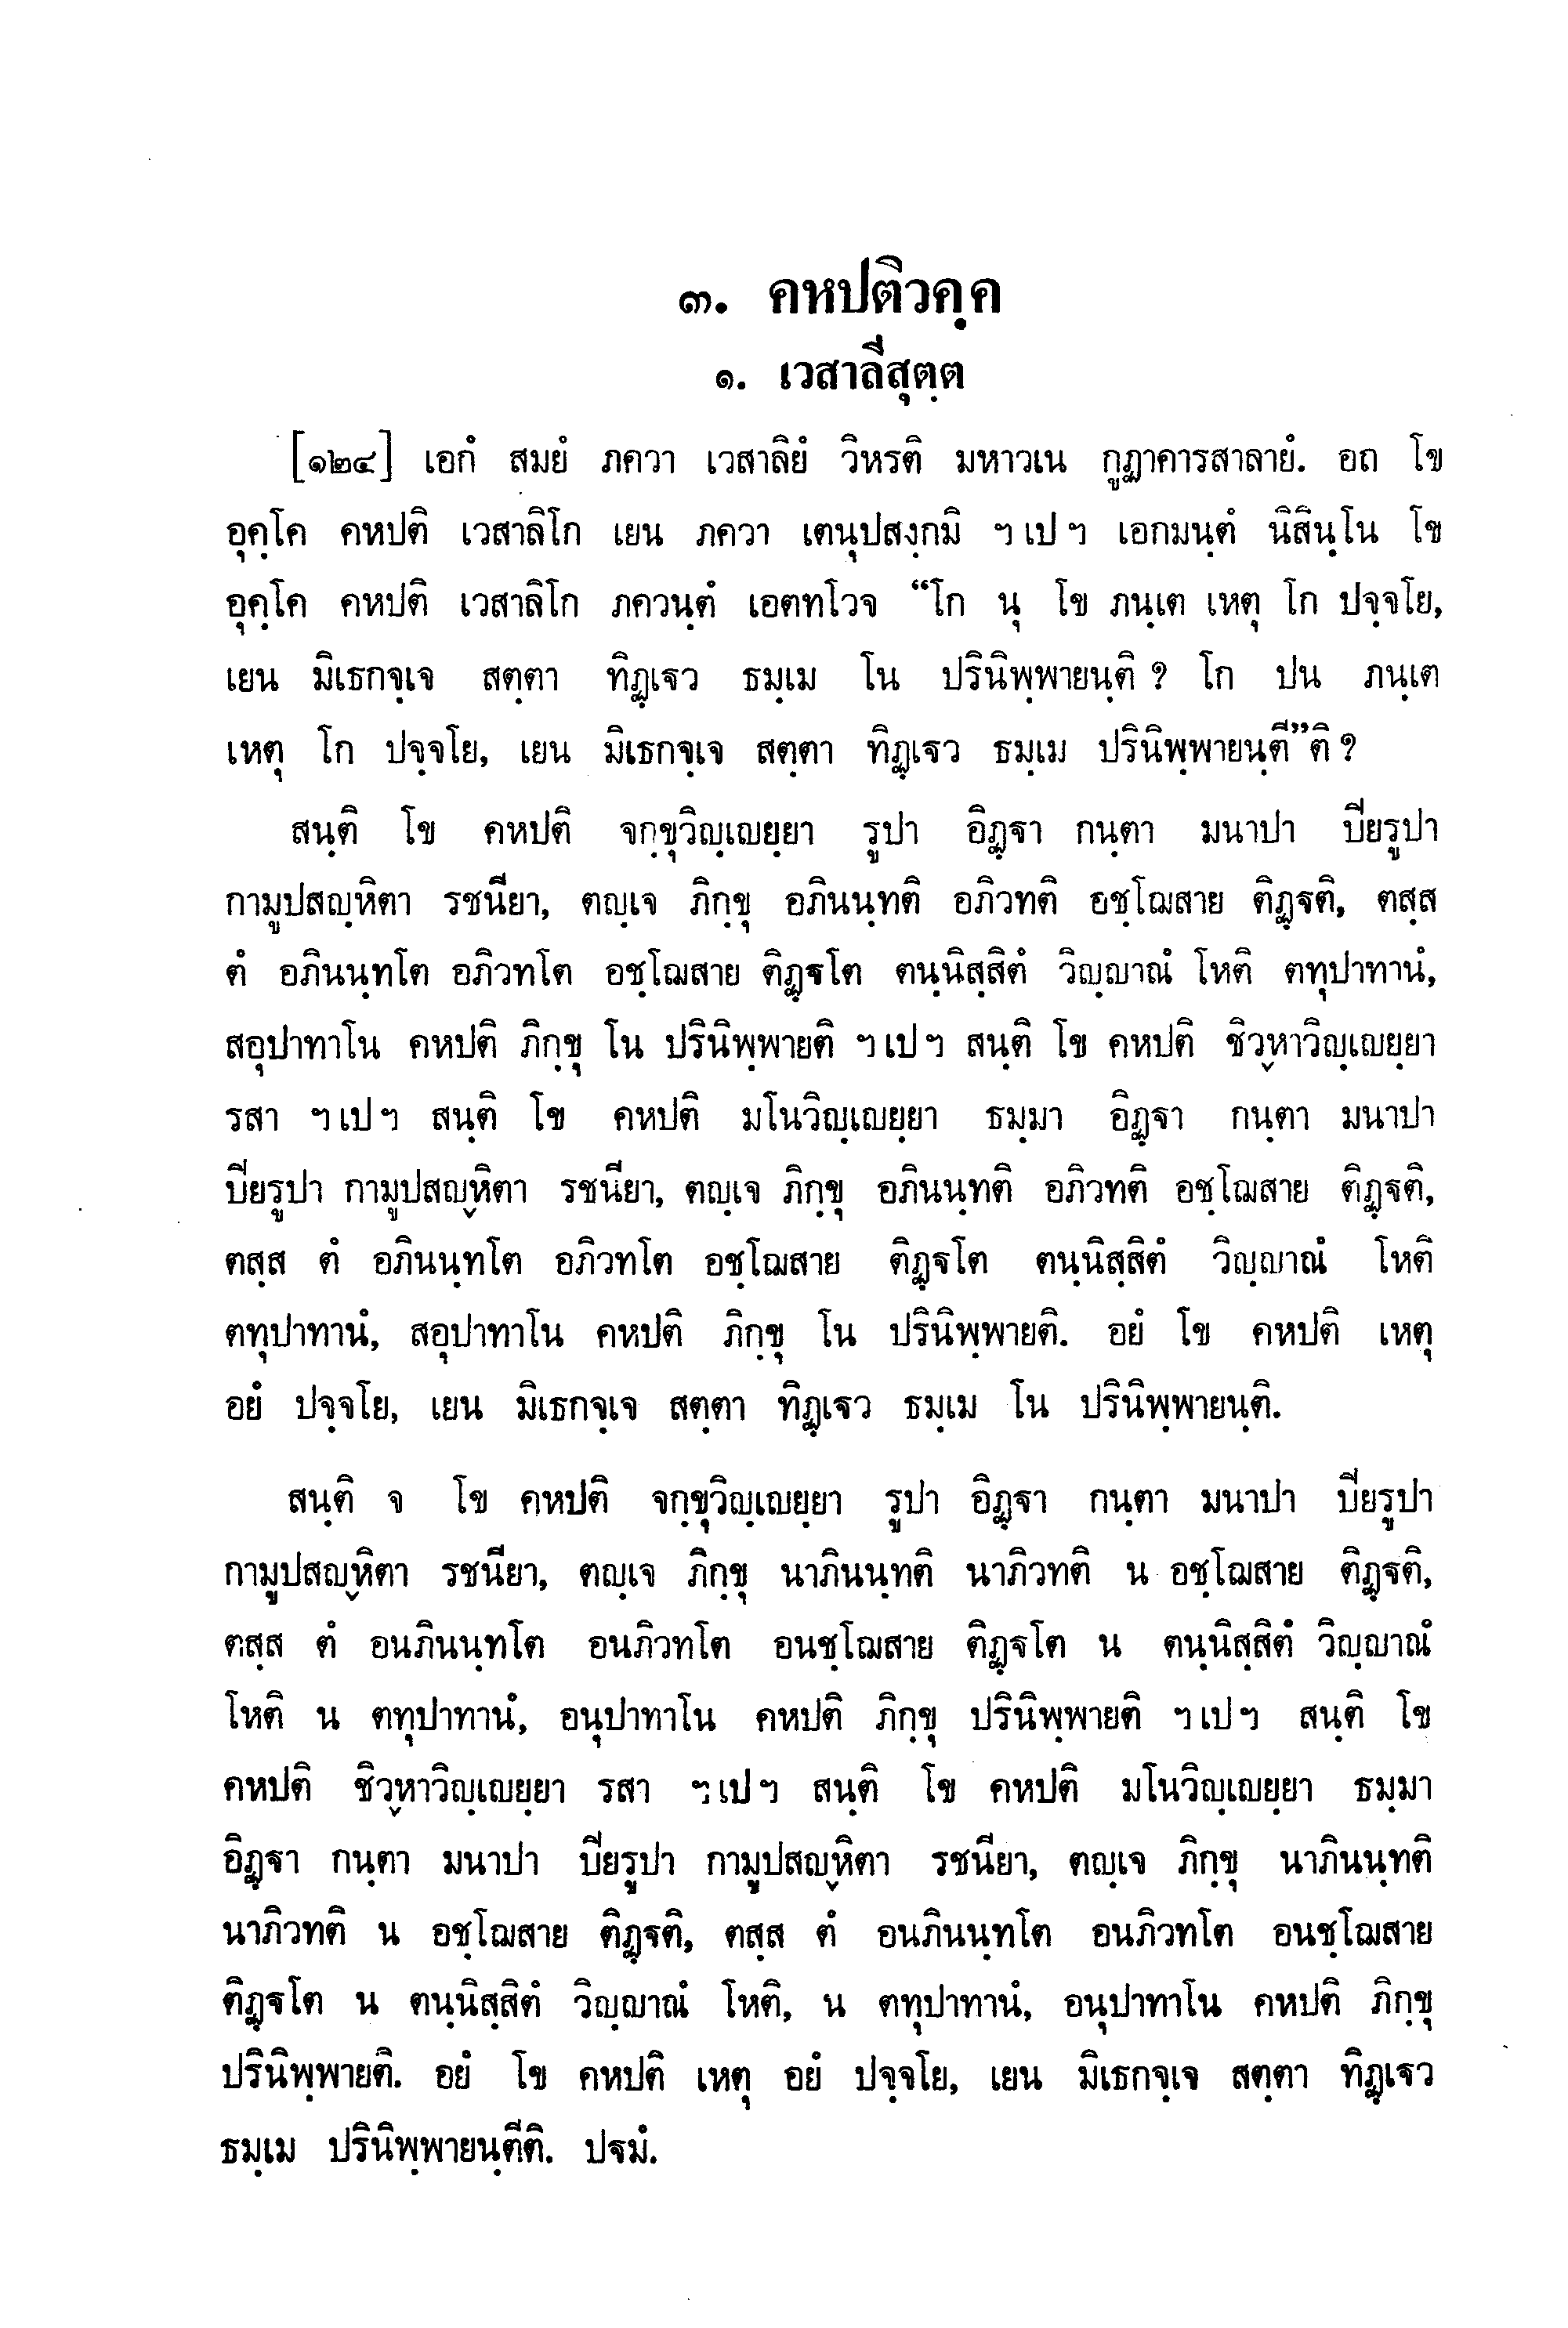 ๓. คหปติวคฺค
๑. เวสาลีสุตฺต
[๑๒๔] เอกํ สมยํ ภควา เวสาลิยํ วิหรติ มหาวเน กูฏาคารสาลายํ. อถ โข
อุคฺโค คหปติ เวสาลิโก เยน ภควา เตนุปสงฺกมิ ฯ เป ฯ เอกมนฺตํ นิสินฺโน โข
อุคฺโค คหปติ เวสาลิโก ภควนฺตํ เอตทโวจ “โก นุ โข ภนฺเต เหตุ โก ปจฺจโย,
เยน มิเธกจฺเจ สตฺตา ทิฏฺเฐว ธมฺเม โน ปรินิพฺพายนฺติ ? โก ปน ภนฺเต
เหตุ โก ปจฺจโย, เยน มิเธกจฺเจ สตฺตา ทิฏฺเฐว ธมฺเม ปรินิพฺพายนฺตี”ติ ?
สนฺติ โข คหปติ จกฺขุวิญฺเญยฺยา รูปา อิฏฺฐา กนฺตา มนาปา ปิยรูปา
กามูปสญฺหิตา รชนียา, ตญฺเจ ภิกฺขุ อภินนฺทติ อภิวทติ อชฺโฌสาย ติฏฺฐติ, ตสฺส
ตํ อภินนฺทโต อภิวทโต อชฺโฌสาย ติฏฺฐโต ตนฺนิสฺสิตํ วิญฺญาณํ โหติ ตทุปาทานํ,
สอุปาทาโน คหปติ ภิกฺขุ โน ปรินิพฺพายติ ฯ เป ฯ สนฺติ โข คหปติ ชิวฺหาวิญฺเญยฺยา
รสา ฯ เป ฯ สนฺติ โข คหปติ มโนวิญฺเญยฺยา ธมฺมา อิฏฺฐา กนฺตา มนาปา
ปิยรูปา กามูปสญฺหิตา รชนียา, ตญฺเจ ภิกฺขุ อภินนฺทติ อภิวทติ อชฺโฌสาย ติฏฺฐติ,
ตสฺส ตํ อภินนฺทโต อภิวทโต อชฺโฌสาย ติฏฺฐโต ตนฺนิสฺสิตํ วิญฺญาณํ โหติ
ตทุปาทานํ, สอุปาทาโน คหปติ ภิกฺขุ โน ปรินิพฺพายติ. อยํ โข คหปติ เหตุ
อยํ ปจฺจโย, เยน มิเธกจฺเจ สตฺตา ทิฏฺเฐว ธมฺเม โน ปรินิพฺพายนฺติ.
สนฺติ จ โข คหปติ จกฺขุวิญฺเญยฺยา รูปา อิฏฺฐา กนฺตา มนาปา ปิยรูปา
กามูปสญฺหิตา รชนียา, ตญฺเจ ภิกฺขุ นาภินนฺทติ นาภิวทติ น อชฺโฌสาย ติฏฺฐติ,
ตสฺส ตํ อนภินนฺทโต อนภิวทโต อนชฺโฌสาย ติฏฺฐโต น ตนฺนิสฺสิตํ วิญฺญาณํ
โหติ น ตทุปาทานํ, อนุปาทาโน คหปติ ภิกฺขุ ปรินิพฺพายติ ฯ เป ฯ สนฺติ โข
คหปติ ชิวฺหาวิญฺเญยฺยา รสา ฯ เป ฯ สนฺติ โข คหปติ มโนวิญฺเญยฺยา ธมฺมา
อิฏฺฐา กนฺตา มนาปา ปิยรูปา กามูปสญฺหิตา รชนียา, ตญฺเจ ภิกฺขุ นาภินนฺทติ
นาภิวทติ น อชฺโฌสาย ติฏฺฐติ, ตสฺส ตํ อนภินนฺทโต อนภิวทโต อนชฺโฌสาย
ติฏฺฐโต น ตนฺนิสฺสิตํ วิญฺญาณํ โหติ, น ตทุปาทานํ, อนุปาทาโน คหปติ ภิกฺขุ
ปรินิพฺพายติ. อยํ โข คหปติ เหตุ อยํ ปจฺจโย, เยน มิเธกจฺเจ สตฺตา ทิฏฺเฐว
ธมฺเม ปรินิพฺพายนฺตีติ. ปฐมํ.